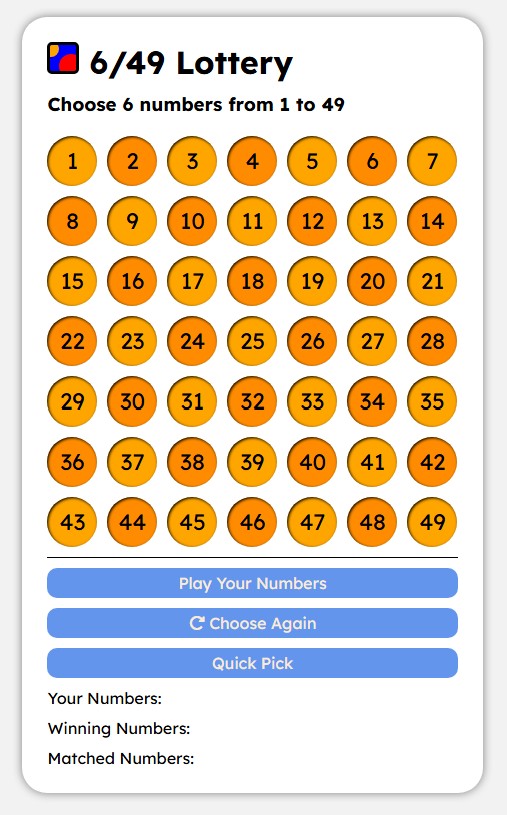 6/49 Lottery
Choose 6 numbers from 1 to 49
1 2 3 4 5 6 7
8 9 10 11 12 13 14
15 16 17 18 19 20 21
22 23 24 25 26 27 28
29 30 31 32 33 34 35
36 37 38 39 40 41 42
43 44 45 46 47 48 49
Play Your Numbers
Choose Again
Quick Pick
Your Numbers:
Winning Numbers:
Matched Numbers: